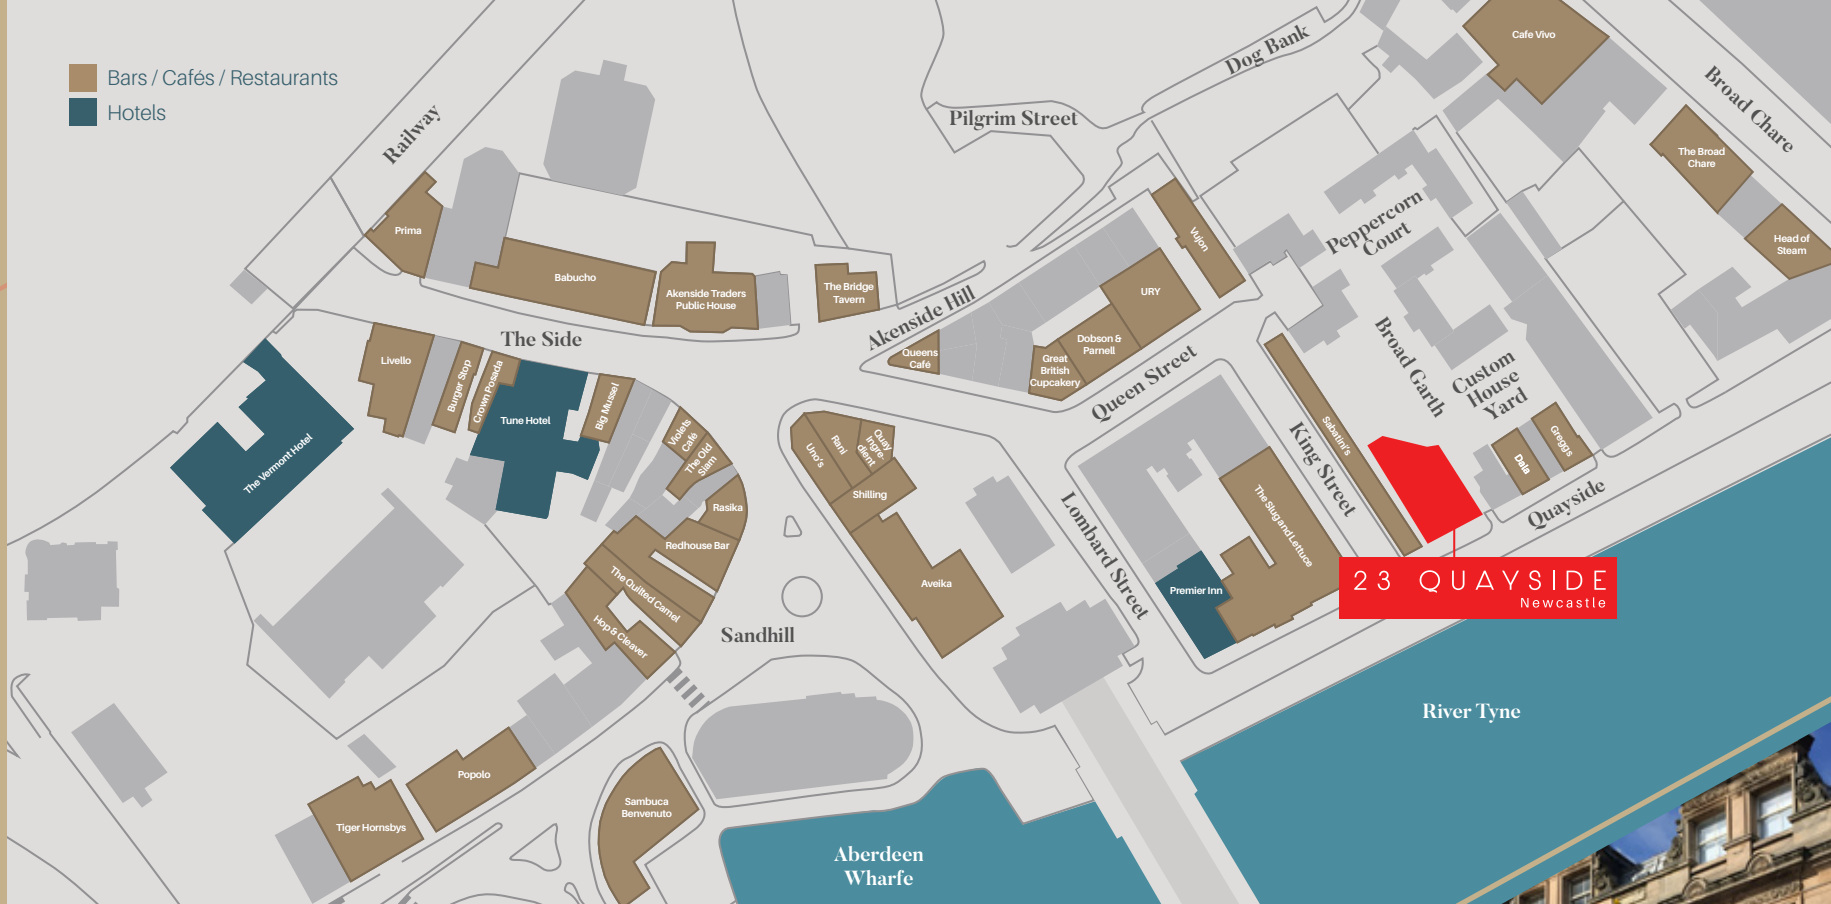 Bars / Cafés / Restaurants
Hotels
Railway
Pilgrim Street
Dog Bank
Cafe Vivo
Broad Chare
The Broad
Chare
Head of
Steam
Prima
Babucho
Akenside Traders
Public House
The Bridge
Tavern
The Side
Akenside Hill
Vujon
URY
Dobson &
Parnell
Great
British
Cupcakery
Queens
Café
Queen Street
Peppercorn
Court
Broad Garth
Custom
House
Yard
Livello
Burger Stop
Crown Posada
Tune Hotel
Big Mussel
Violets
Café
The Old
Siam
Rasika
Redhouse Bar
The Quilted Camel
Hop & Cleaver
The Vermont Hotel
Uno's
Rani
Quay
Ingre-
dient
Shilling
Aveika
Sandhill
Lombard Street
King Street
Sabatini's
The Slug and Lettuce
Premier Inn
Dala
Greggs
Quayside
23 QUAYSIDE
Newcastle
River Tyne
Popolo
Tiger Hornsbys
Sambuca
Benvenuto
Aberdeen
Wharfe